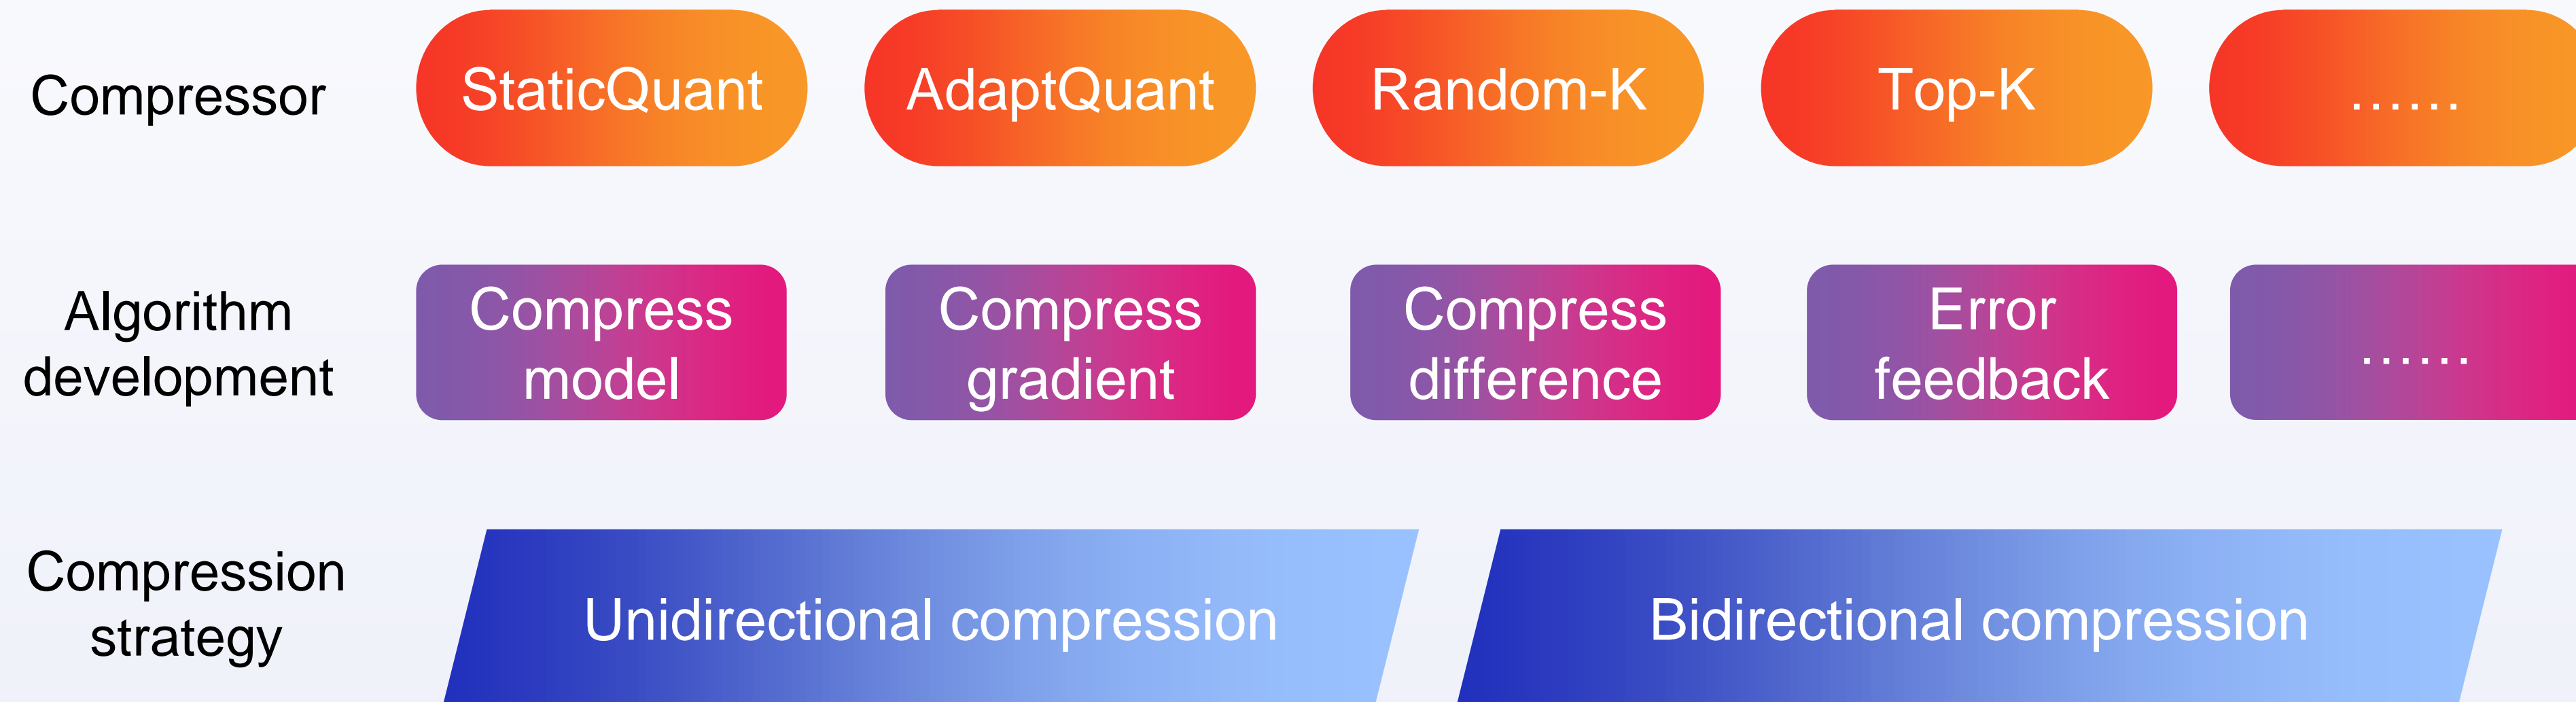 Compressor
StaticQuant
AdaptQuant
Random-K
Top-K
……
Algorithm
development
Compress
model
Compress
gradient
Compress
difference
Error
feedback
……
Compression
strategy
Unidirectional compression
Bidirectional compression